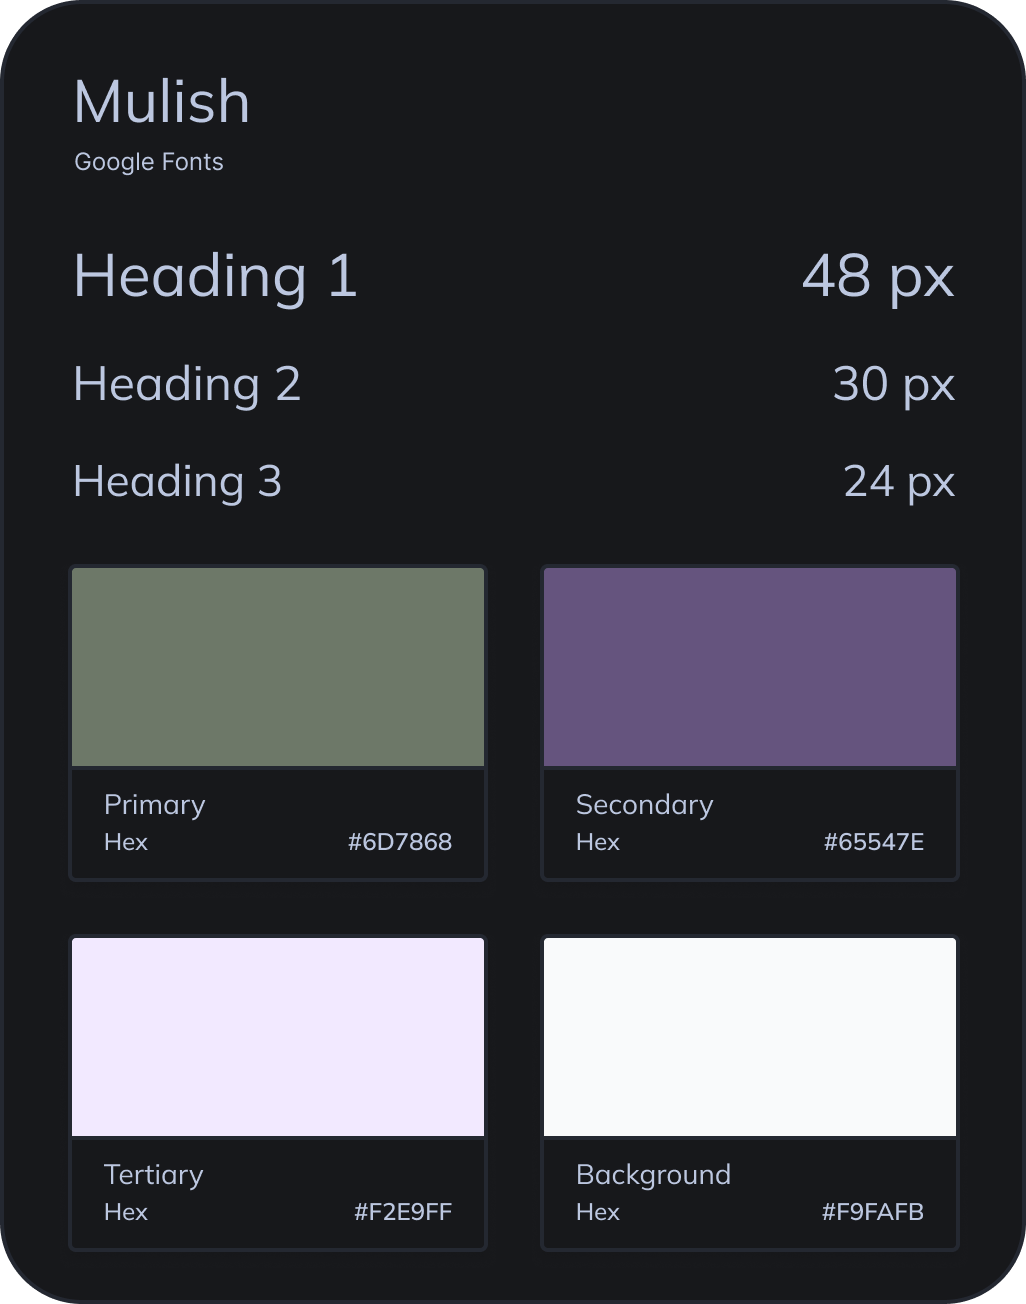 Mulish
Google Fonts
Heading 1 48 px
Heading 2 30 px
Heading 3 24 px
Primary
Hex #6D7868
Secondary
Hex #65547E
Tertiary
Hex #F2E9FF
Background
Hex #F9FAFB